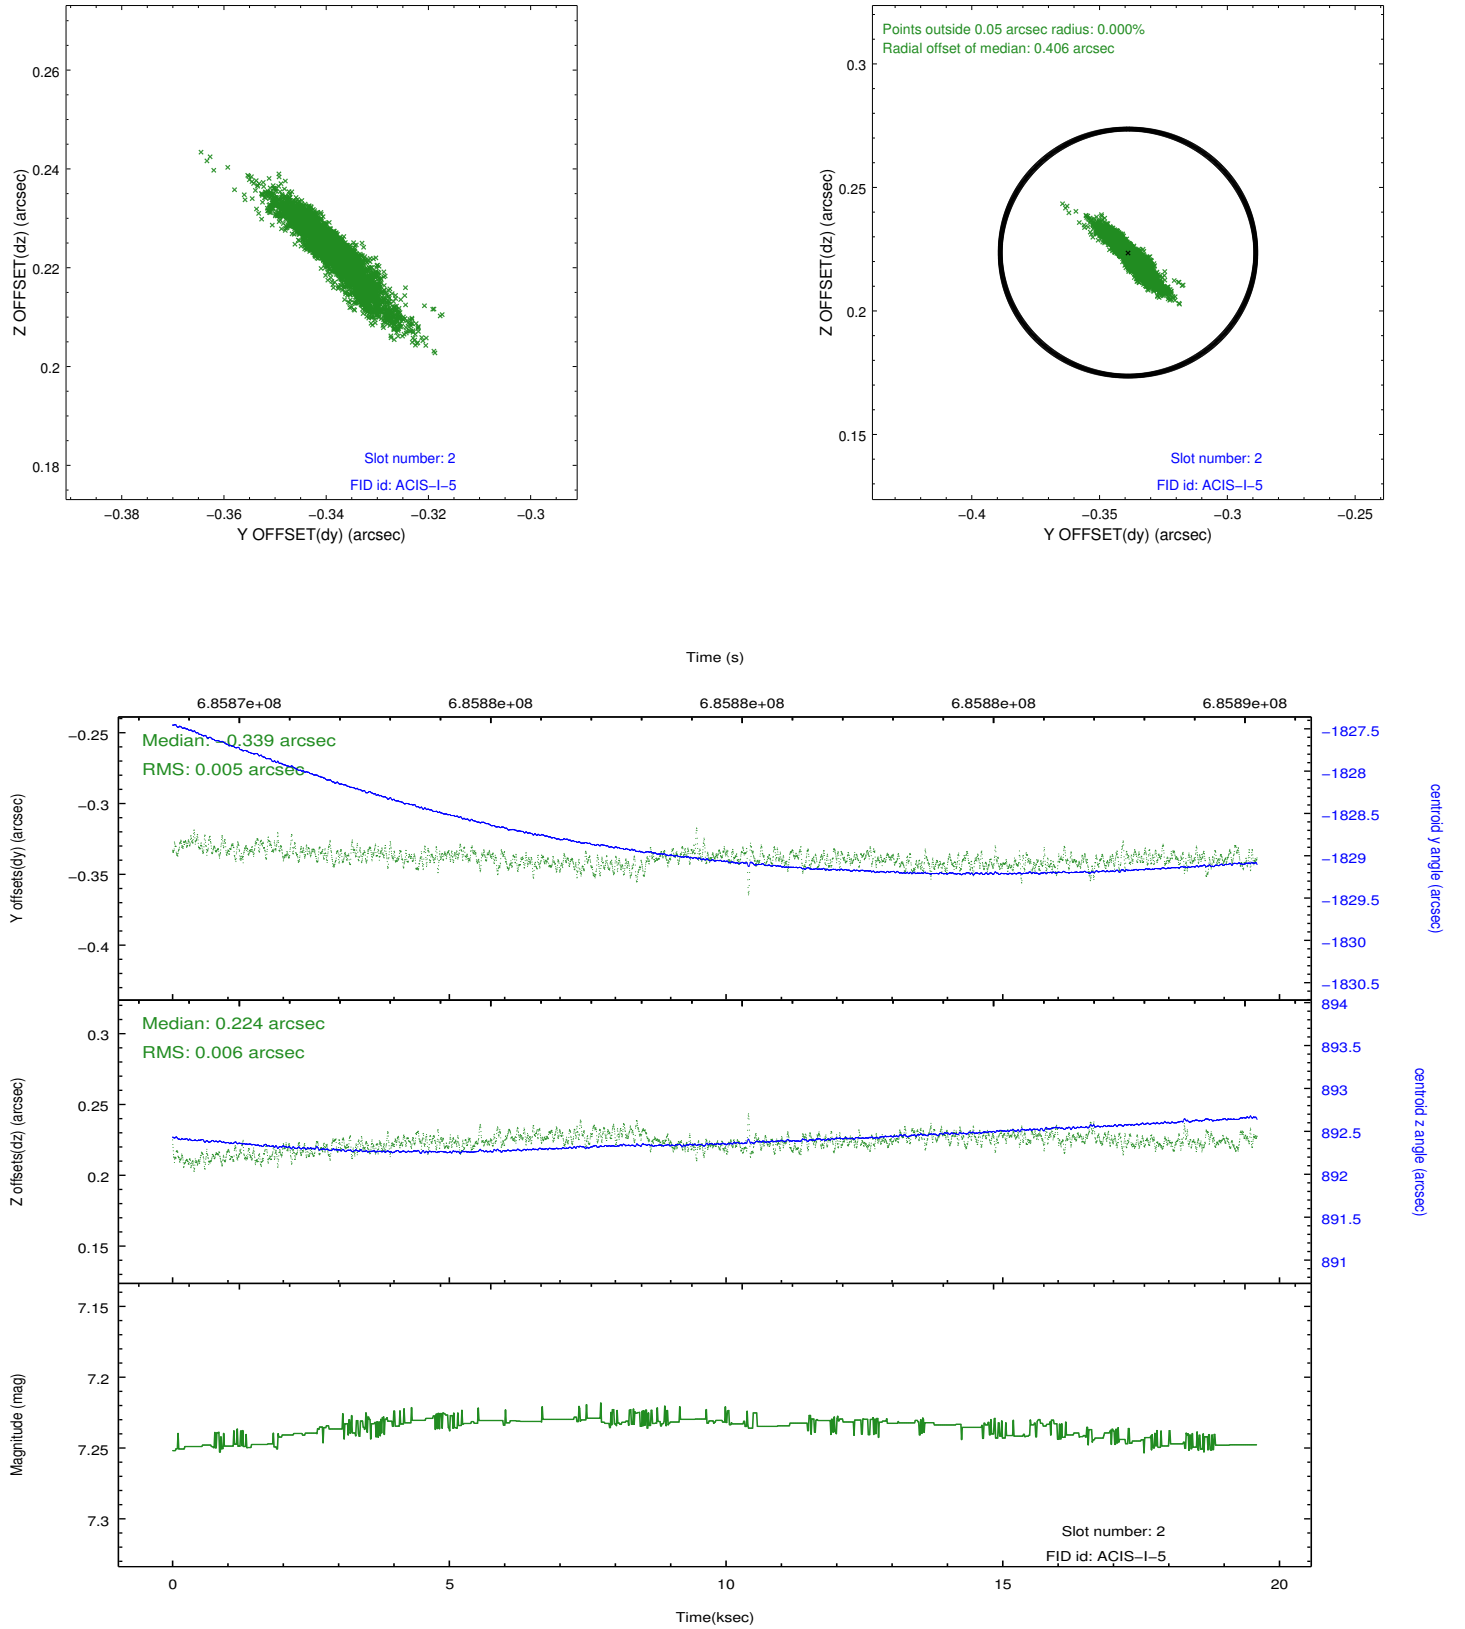 0.26
0.24
0.22
0.2
0.18
Z OFFSET(dz) (arcsec)
Slot number: 2
FID id: ACIS-I-5
−0.38 −0.36 −0.34 −0.32 −0.3
Y OFFSET(dy) (arcsec)
Points outside 0.05 arcsec radius: 0.000%
Radial offset of median: 0.406 arcsec
0.3
0.25
0.2
0.15
Z OFFSET(dz) (arcsec)
Slot number: 2
FID id: ACIS-I-5
−0.4 −0.35 −0.3 −0.25
Y OFFSET(dy) (arcsec)
Time (s)
6.8587e+08 6.8588e+08 6.8588e+08 6.8588e+08 6.8589e+08
Median: −0.339 arcsec
RMS: 0.005 arcsec
−0.25
−0.3
−0.35
−0.4
Y offsets(dy) (arcsec)
−1827.5
−1828
−1828.5
−1829
−1829.5
−1830
−1830.5
centroid y angle (arcsec)
Median: 0.224 arcsec
RMS: 0.006 arcsec
0.3
0.25
0.2
0.15
Z offsets(dz) (arcsec)
894
893.5
893
892.5
892
891.5
891
centroid z angle (arcsec)
7.15
7.2
7.25
7.3
Magnitude (mag)
Slot number: 2
FID id: ACIS-I-5
0 5 10 15 20
Time(ksec)